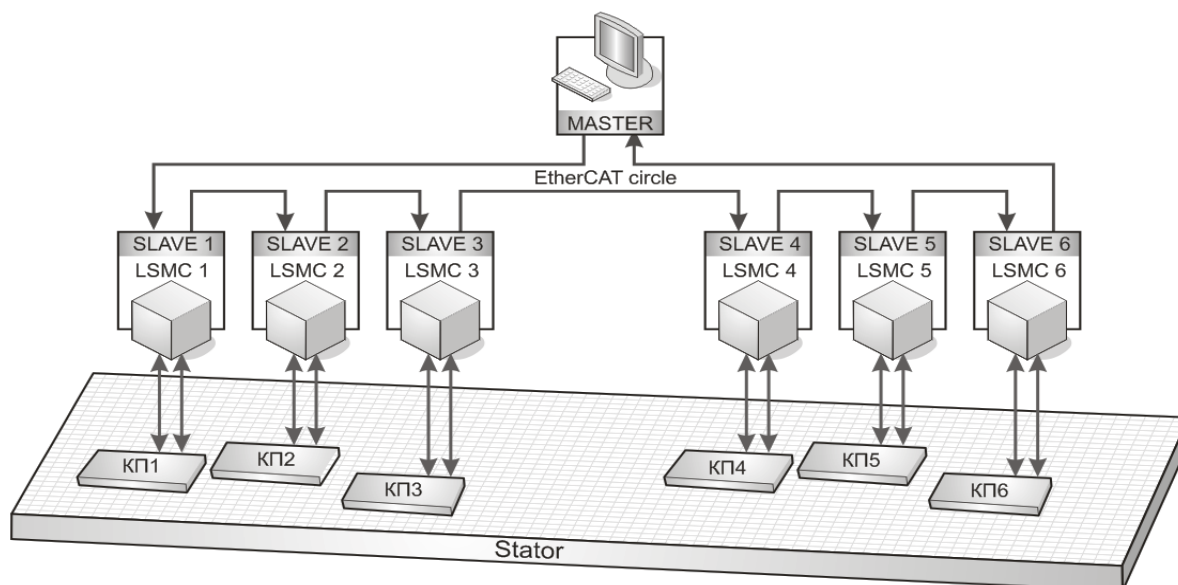 MASTER
EtherCAT circle
SLAVE 1
LSMC 1
SLAVE 2
LSMC 2
SLAVE 3
LSMC 3
SLAVE 4
LSMC 4
SLAVE 5
LSMC 5
SLAVE 6
LSMC 6
КП1
КП2
КП3
КП4
КП5
КП6
Stator